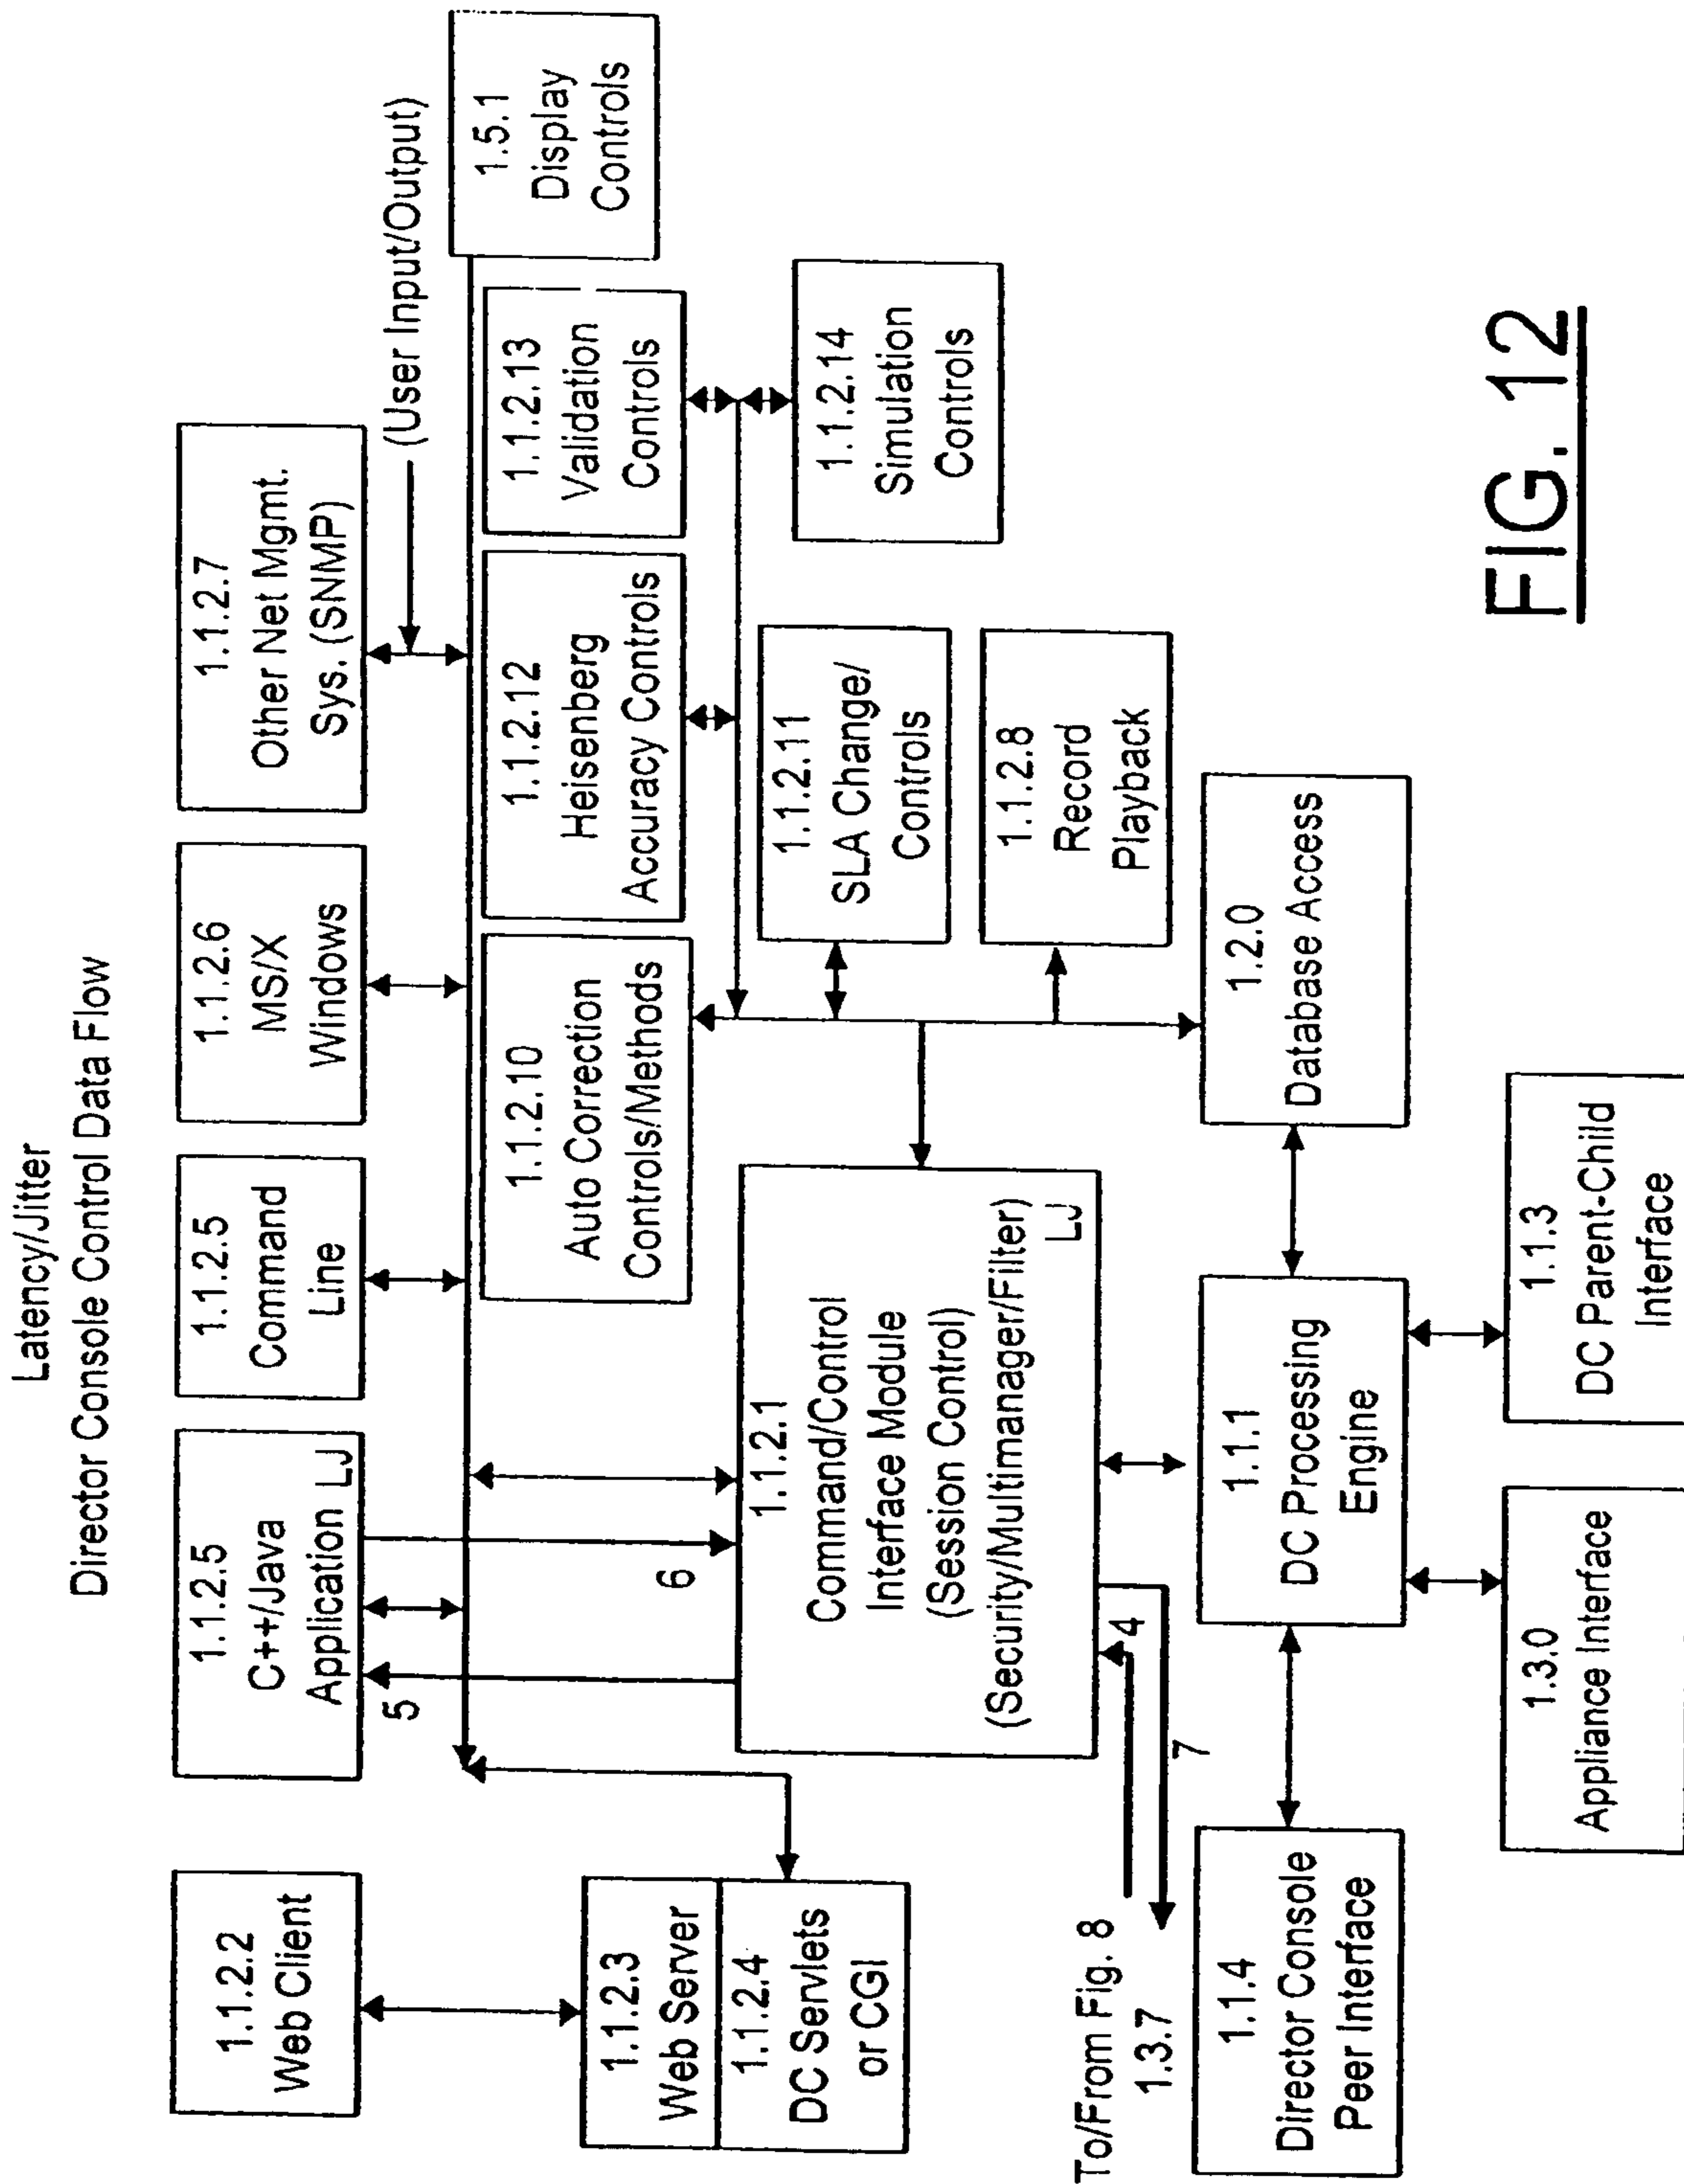 Latency/Jitter
Director Console Control Data Flow
1.1.2.2
Web Client
1.1.2.5
C++/Java
Application LJ
1.1.2.5
Command
Line
1.1.2.6
MS/X
Windows
1.1.2.7
Other Net Mgmt.
Sys. (SNMP)
(User Input/Output)
5
6
1.1.2.3
Web Server
1.1.2.4
DC Servlets
or CGI
1.1.2.10
Auto Correction
Controls/Methods
1.1.2.12
Heisenberg
Accuracy Controls
1.1.2.13
Validation
Controls
1.5.1
Display
Controls
1.1.2.1
Command/Control
Interface Module
(Session Control)
(Security/Multimanager/Filter)
LJ
1.1.2.11
SLA Change/
Controls
1.1.2.14
Simulation
Controls
1.1.2.8
Record
Playback
To/From Fig. 8
1.3.7
4
7
1.1.4
Director Console
Peer Interface
1.1.1
DC Processing
Engine
1.2.0
Database Access
1.3.0
Appliance Interface
1.1.3
DC Parent-Child
Interface
FIG. 12